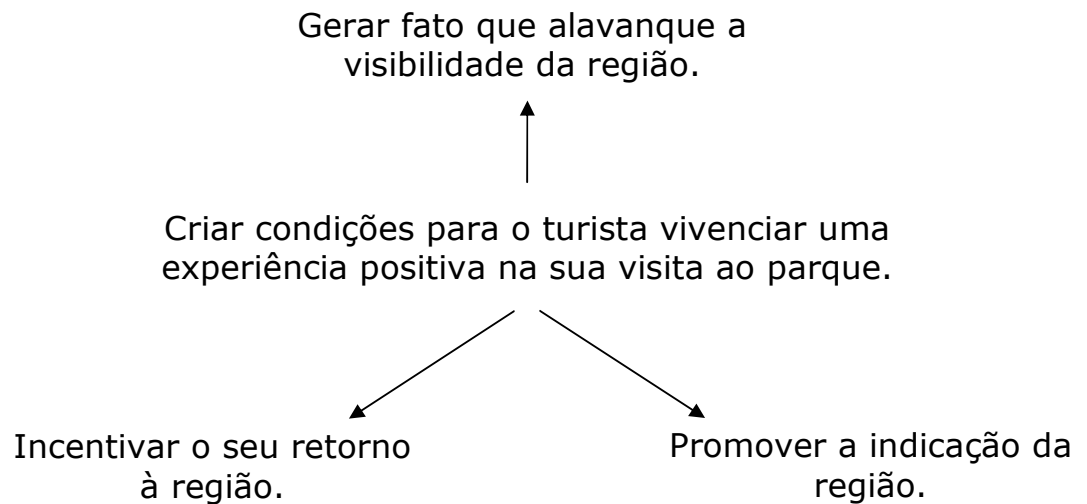 Gerar fato que alavanque a
visibilidade da região.
Criar condições para o turista vivenciar uma
experiência positiva na sua visita ao parque.
Incentivar o seu retorno
à região.
Promover a indicação da
região.